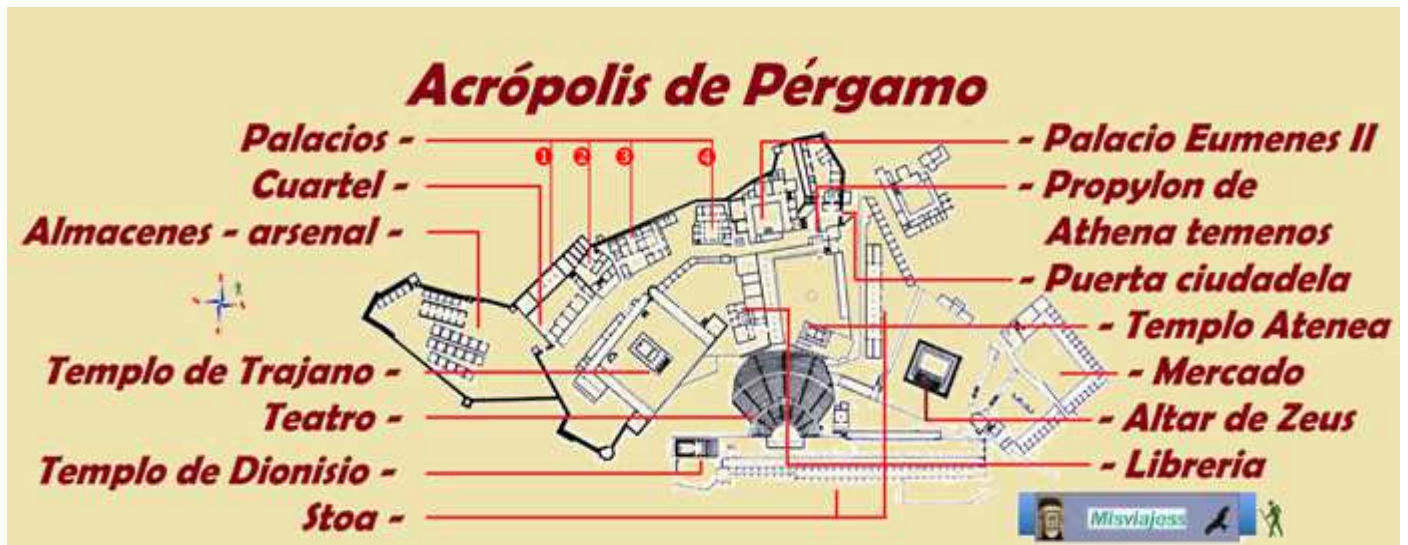 Acrópolis de Pérgamo
Palacios -
Cuartel -
Almacenes - arsenal -
Templo de Trajano -
Teatro -
Templo de Dionisio -
Stoa -
1 2 3 4
- Palacio Eumenes II
- Propylon de
Athena temenos
- Puerta ciudadela
- Templo Atenea
- Mercado
- Altar de Zeus
- Libreria
Misviajess